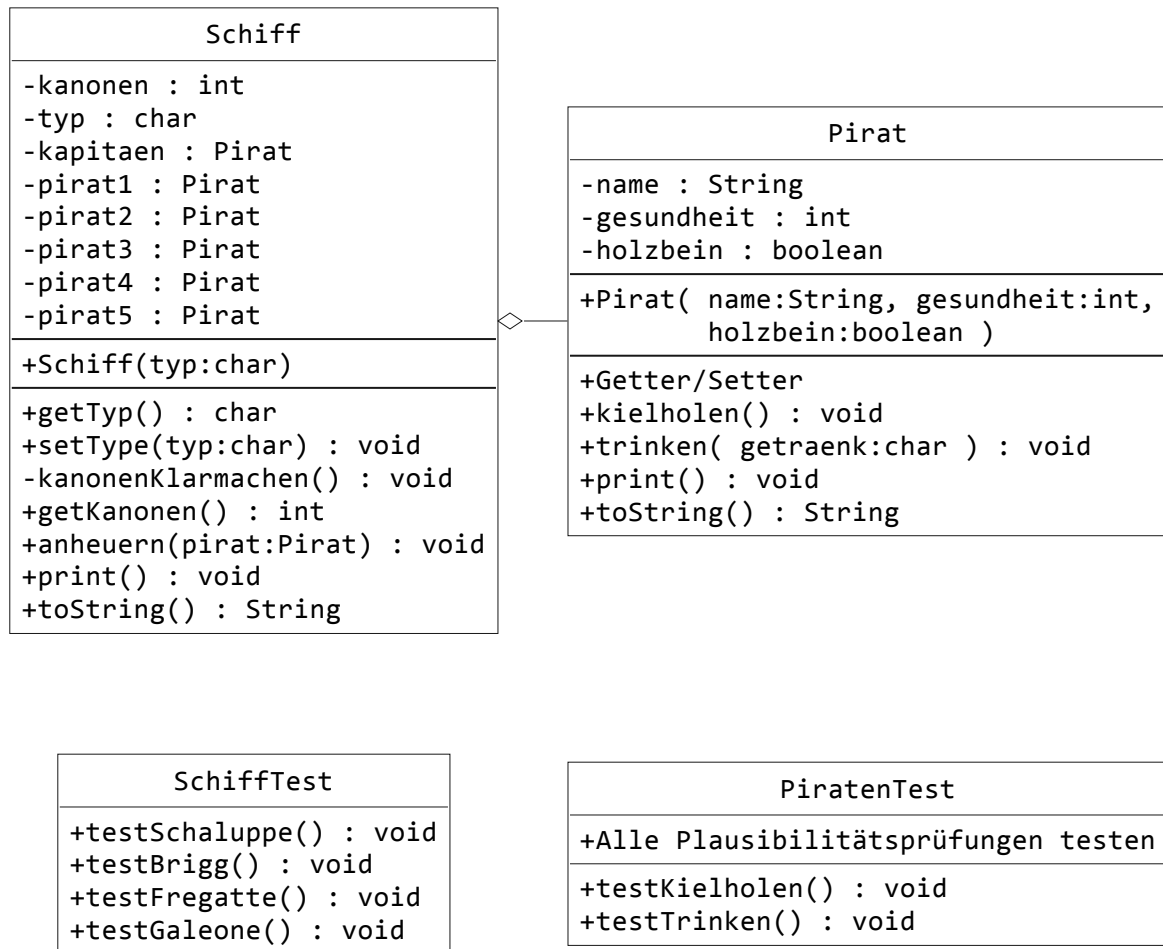 Schiff
-kanonen : int
-typ : char
-kapitaen : Pirat
-pirat1 : Pirat
-pirat2 : Pirat
-pirat3 : Pirat
-pirat4 : Pirat
-pirat5 : Pirat
+Schiff(typ:char)
+getTyp() : char
+setType(typ:char) : void
-kanonenKlarmachen() : void
+getKanonen() : int
+anheuern(pirat:Pirat) : void
+print() : void
+toString() : String
Pirat
-name : String
-gesundheit : int
-holzbein : boolean
+Pirat( name:String, gesundheit:int,
holzbein:boolean )
+Getter/Setter
+kielholen() : void
+trinken( getraenk:char ) : void
+print() : void
+toString() : String
SchiffTest
+testSchaluppe() : void
+testBrigg() : void
+testFregatte() : void
+testGaleone() : void
PiratenTest
+Alle Plausibilitätsprüfungen testen
+testKielholen() : void
+testTrinken() : void